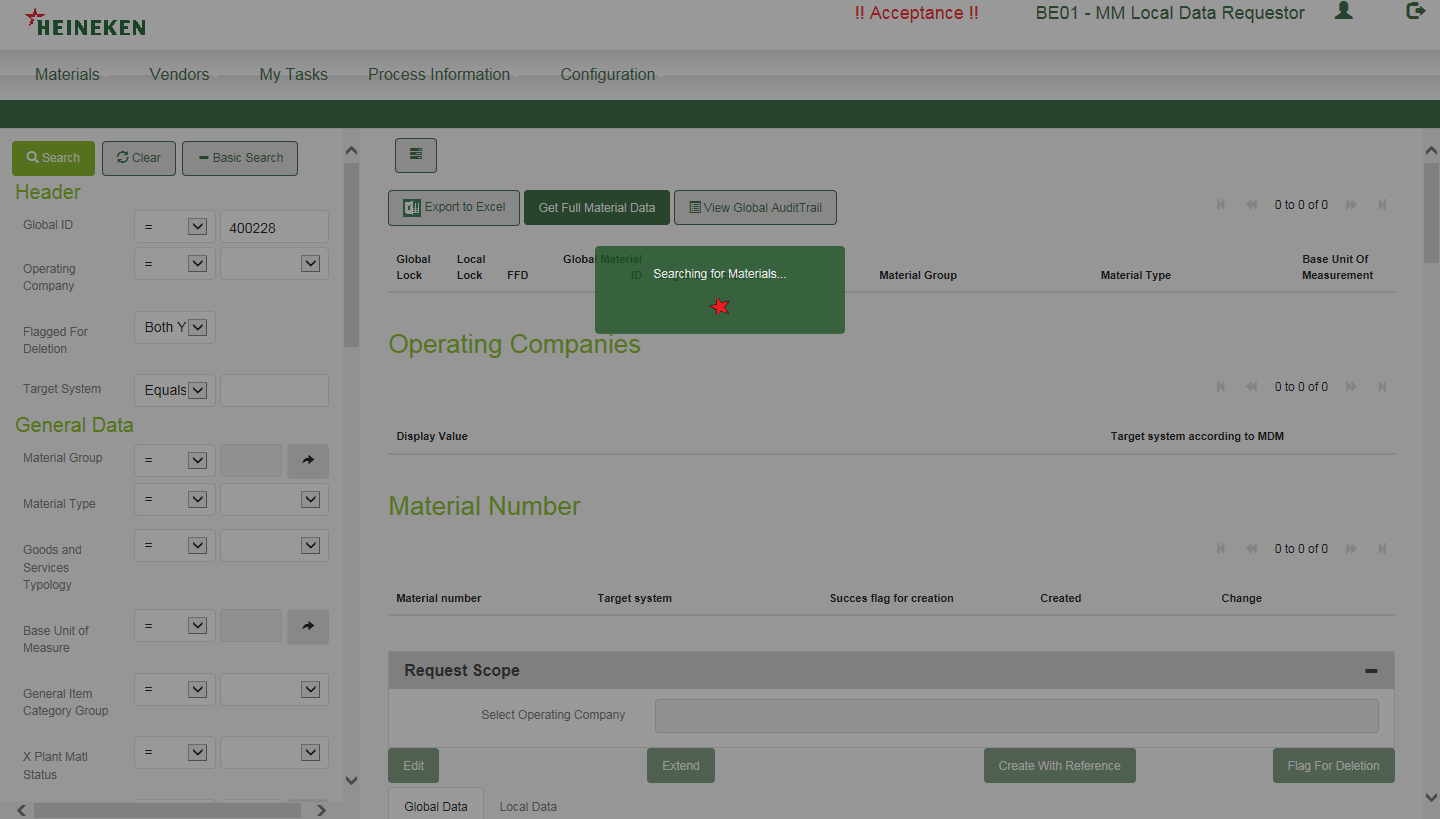 HEINEKEN
!! Acceptance !!
BE01 - MM Local Data Requestor
Materials
Vendors
My Tasks
Process Information
Configuration
Search
Clear
Basic Search
Header
Global ID
=
400228
Operating
Company
=
Flagged For
Deletion
Both Y
Target System
Equals
General Data
Material Group
=
Material Type
=
Goods and
Services
Typology
=
Base Unit of
Measure
=
General Item
Category Group
=
X Plant Matl
Status
=
Export to Excel
Get Full Material Data
View Global AuditTrail
0 to 0 of 0
Global
Lock
Local
Lock
FFD
Global Material
ID
Material Group
Material Type
Base Unit Of
Measurement
Searching for Materials...
Operating Companies
0 to 0 of 0
Display Value
Target system according to MDM
Material Number
0 to 0 of 0
Material number
Target system
Succes flag for creation
Created
Change
Request Scope
Select Operating Company
Edit
Extend
Create With Reference
Flag For Deletion
Global Data
Local Data